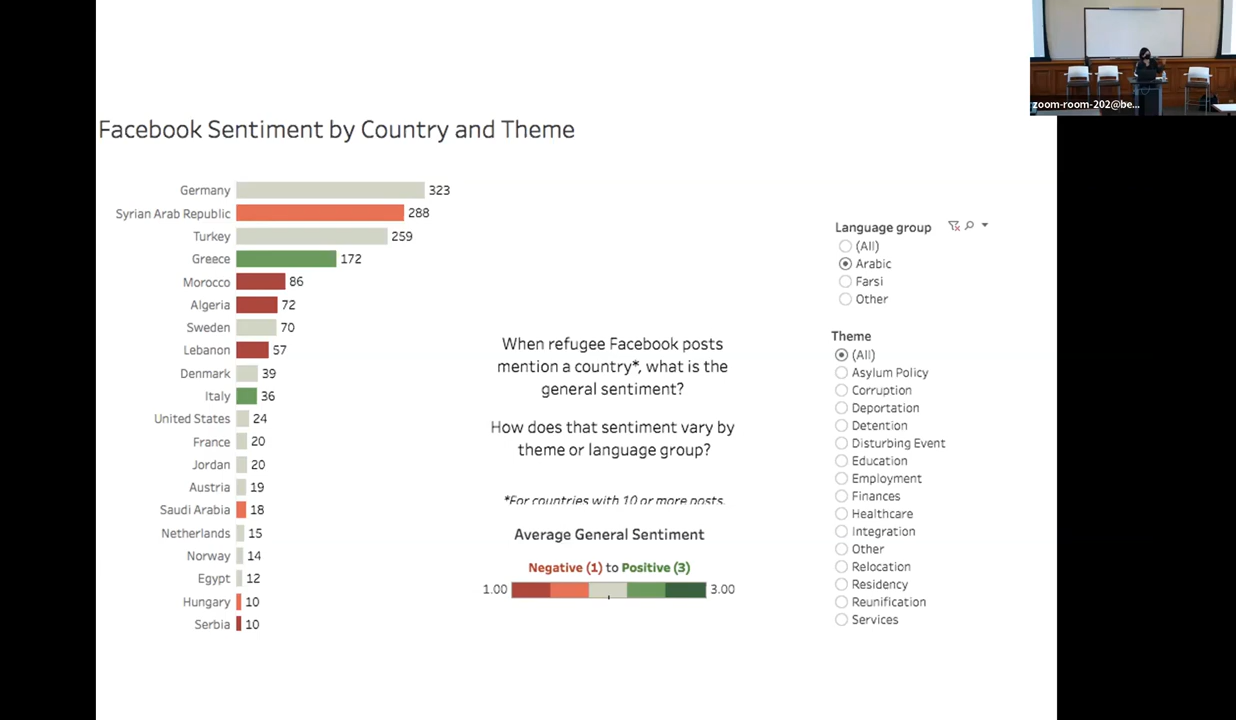 zoom-room-202@be...
Facebook Sentiment by Country and Theme
Germany 323
Syrian Arab Republic 288
Turkey 259
Greece 172
Morocco 86
Algeria 72
Sweden 70
Lebanon 57
Denmark 39
Italy 36
United States 24
France 20
Jordan 20
Austria 19
Saudi Arabia 18
Netherlands 15
Norway 14
Egypt 12
Hungary 10
Serbia 10
When refugee Facebook posts
mention a country*, what is the
general sentiment?
How does that sentiment vary by
theme or language group?
*For countries with 10 or more posts.
Average General Sentiment
Negative (1) to Positive (3)
1.00 3.00
Language group
(All)
Arabic
Farsi
Other
Theme
(All)
Asylum Policy
Corruption
Deportation
Detention
Disturbing Event
Education
Employment
Finances
Healthcare
Integration
Other
Relocation
Residency
Reunification
Services